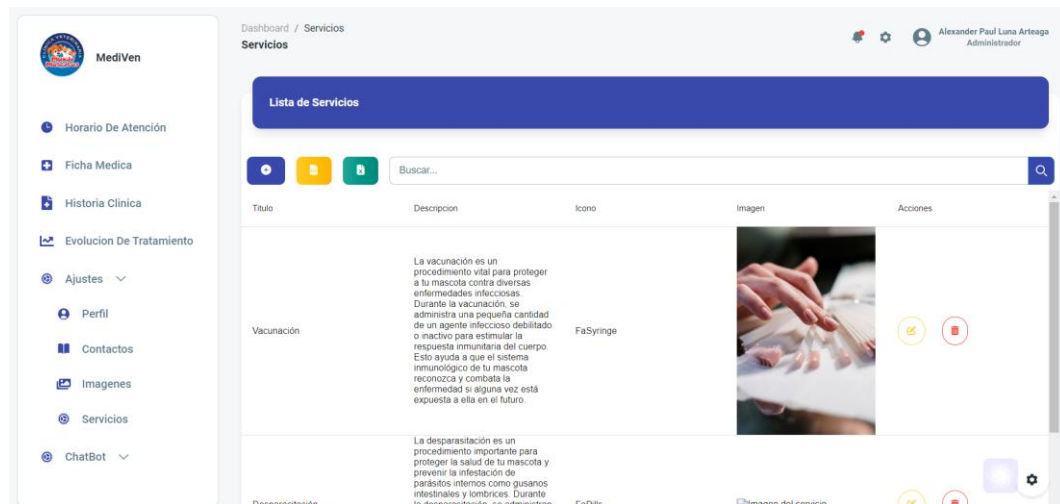 MediVen
Horario De Atención
Ficha Medica
Historia Clinica
Evolucion De Tratamiento
Ajustes
Perfil
Contactos
Imagenes
Servicios
ChatBot
Dashboard / Servicios
Servicios
Alexander Paul Luna Arteaga
Administrador
Lista de Servicios
Buscar...
Titulo Descripcion Icono Imagen Acciones
Vacunación
La vacunación es un
procedimiento vital para proteger
a tu mascota contra diversas
enfermedades infecciosas.
Durante la vacunación, se
administra una pequeña cantidad
de un agente infeccioso debilitado
o inactivo para estimular la
respuesta inmunitaria del cuerpo.
Esto ayuda a que el sistema
inmunológico de tu mascota
reconozca y combata la
enfermedad si alguna vez está
expuesta a ella en el futuro.
FaSyringe
La desparasitación es un
procedimiento importante para
proteger la salud de tu mascota y
prevenir la infestación de
parásitos internos como gusanos
intestinales y lombrices. Durante